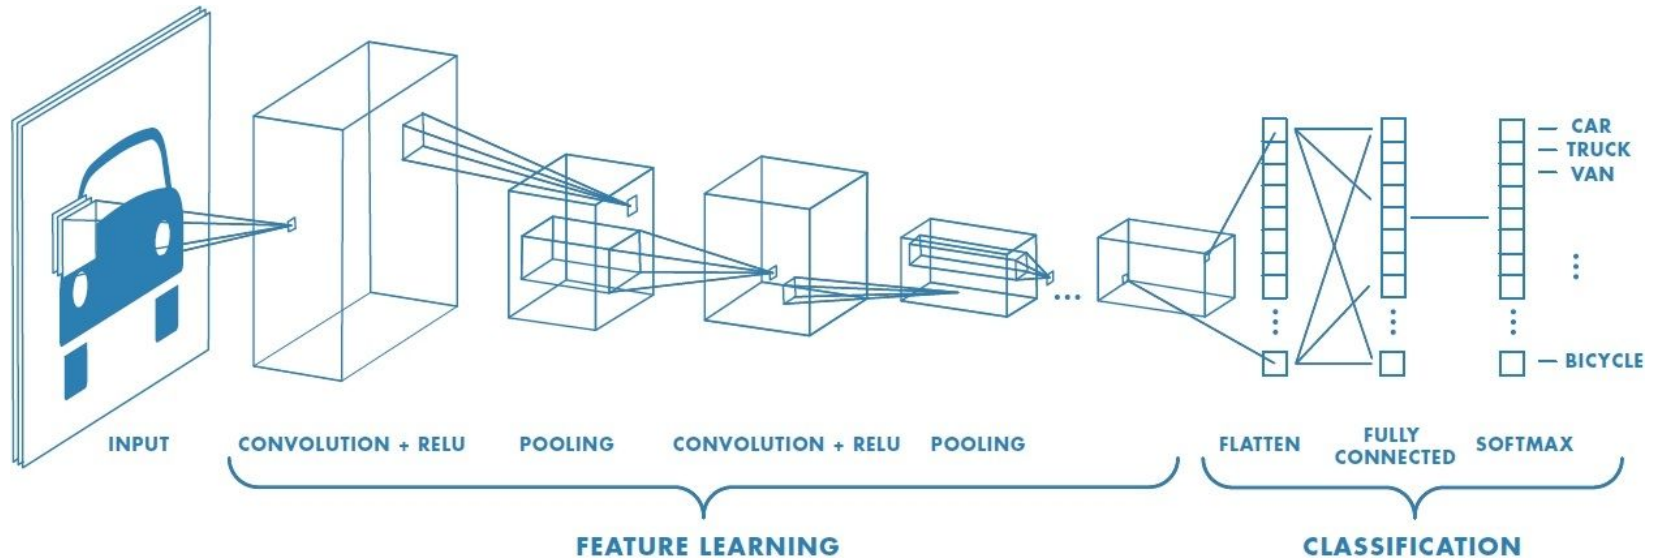 CAR
TRUCK
VAN
BICYCLE
INPUT
CONVOLUTION + RELU
POOLING
CONVOLUTION + RELU
POOLING
FLATTEN
FULLY
CONNECTED
SOFTMAX
FEATURE LEARNING
CLASSIFICATION